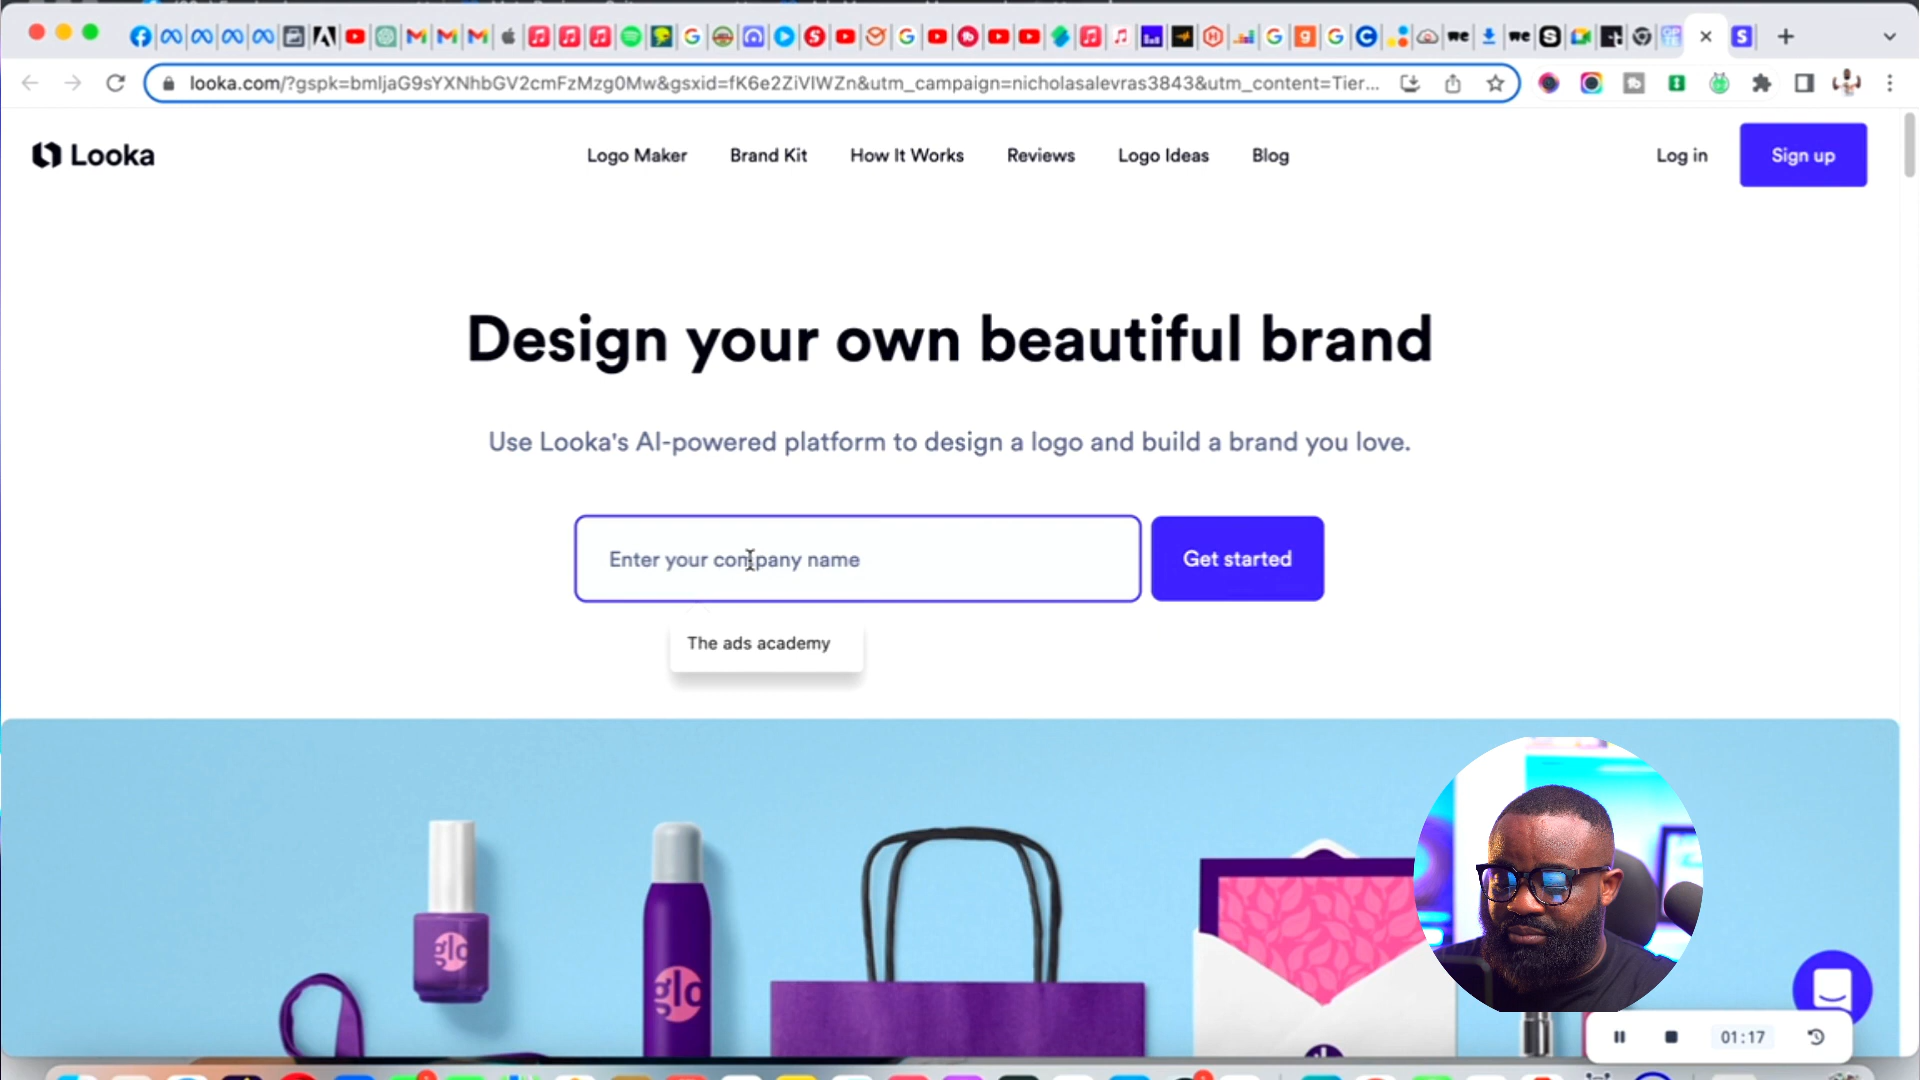 looka.com/?gspk=bmljaG9sYXNhbGV2cmFzMzg0Mw&gsxid=fK6e2ZiVlWZn&utm_campaign=nicholasalevras3843&utm_content=Tier...
Looka
Logo Maker
Brand Kit
How It Works
Reviews
Logo Ideas
Blog
Log in
Sign up
Design your own beautiful brand
Use Looka's AI-powered platform to design a logo and build a brand you love.
Enter your company name
Get started
The ads academy
glo
glo
01:17